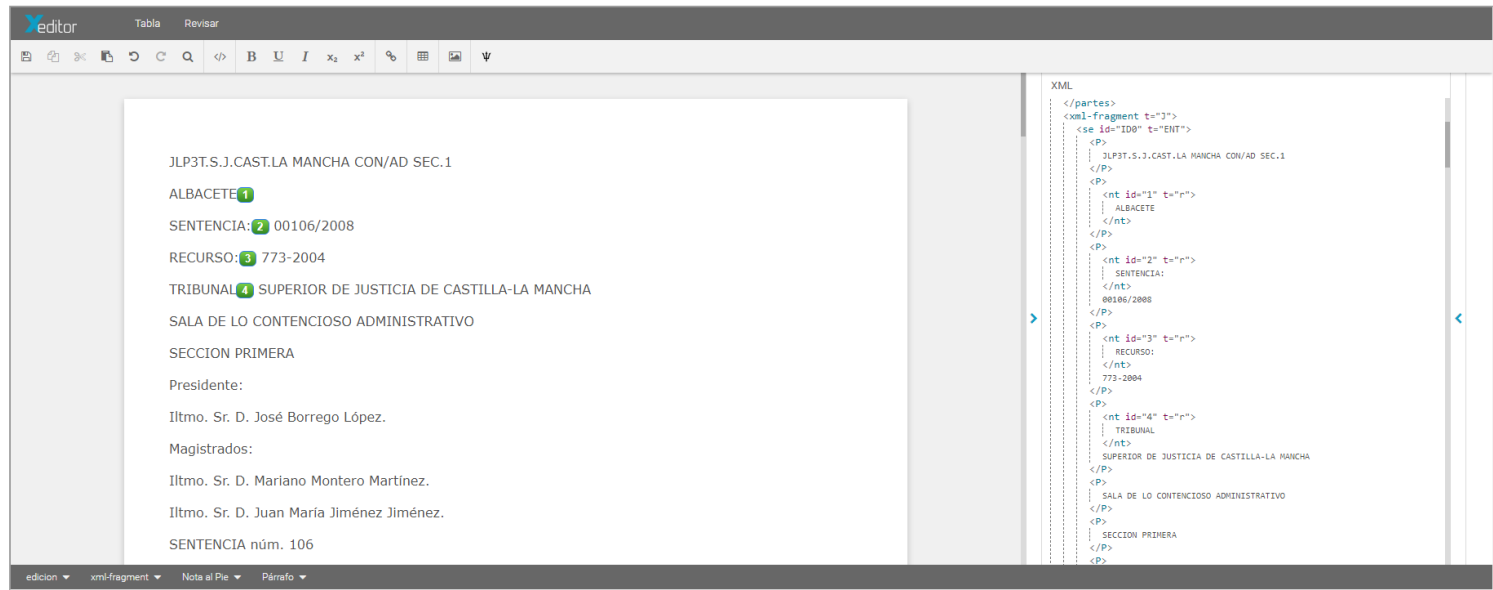 Xeditor Tabla Revisar
</> B U I x₂ x² Ψ
JLP3T.S.J.CAST.LA MANCHA CON/AD SEC.1
ALBACETE 1
SENTENCIA: 2 00106/2008
RECURSO: 3 773-2004
TRIBUNAL 4 SUPERIOR DE JUSTICIA DE CASTILLA-LA MANCHA
SALA DE LO CONTENCIOSO ADMINISTRATIVO
SECCION PRIMERA
Presidente:
Iltmo. Sr. D. José Borrego López.
Magistrados:
Iltmo. Sr. D. Mariano Montero Martínez.
Iltmo. Sr. D. Juan María Jiménez Jiménez.
SENTENCIA núm. 106
XML
</partes>
<xml-fragment t="J">
<se id="ID0" t="ENT">
<P>
JLP3T.S.J.CAST.LA MANCHA CON/AD SEC.1
</P>
<P>
<nt id="1" t="r">
ALBACETE
</nt>
</P>
<P>
<nt id="2" t="r">
SENTENCIA:
</nt>
00106/2008
</P>
<P>
<nt id="3" t="r">
RECURSO:
</nt>
773-2004
</P>
<P>
<nt id="4" t="r">
TRIBUNAL
</nt>
SUPERIOR DE JUSTICIA DE CASTILLA-LA MANCHA
</P>
<P>
SALA DE LO CONTENCIOSO ADMINISTRATIVO
</P>
<P>
SECCION PRIMERA
</P>
<P>
edicion xml-fragment Nota al Pie Párrafo